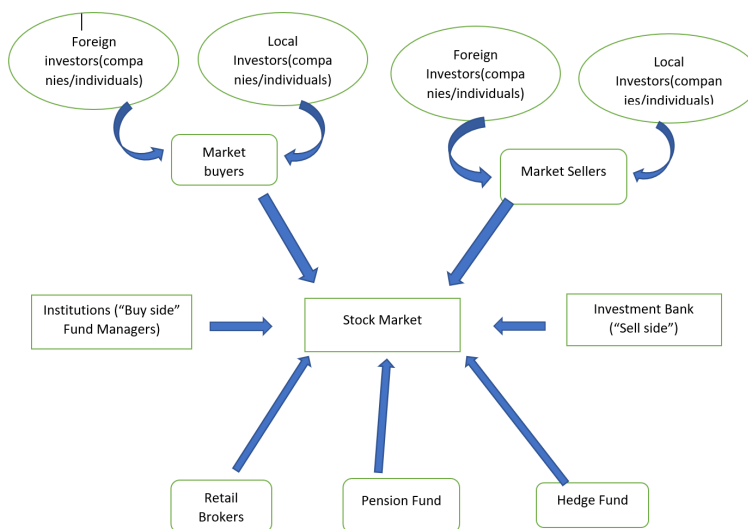 Foreign
investors(compa
nies/individuals)
Local
Investors(compa
nies/individuals)
Foreign
Investors(compa
nies/individuals)
Local
Investors(compan
ies/individuals)
Market
buyers
Market Sellers
Institutions (“Buy side”
Fund Managers)
Stock Market
Investment Bank
(“Sell side”)
Retail
Brokers
Pension Fund
Hedge Fund